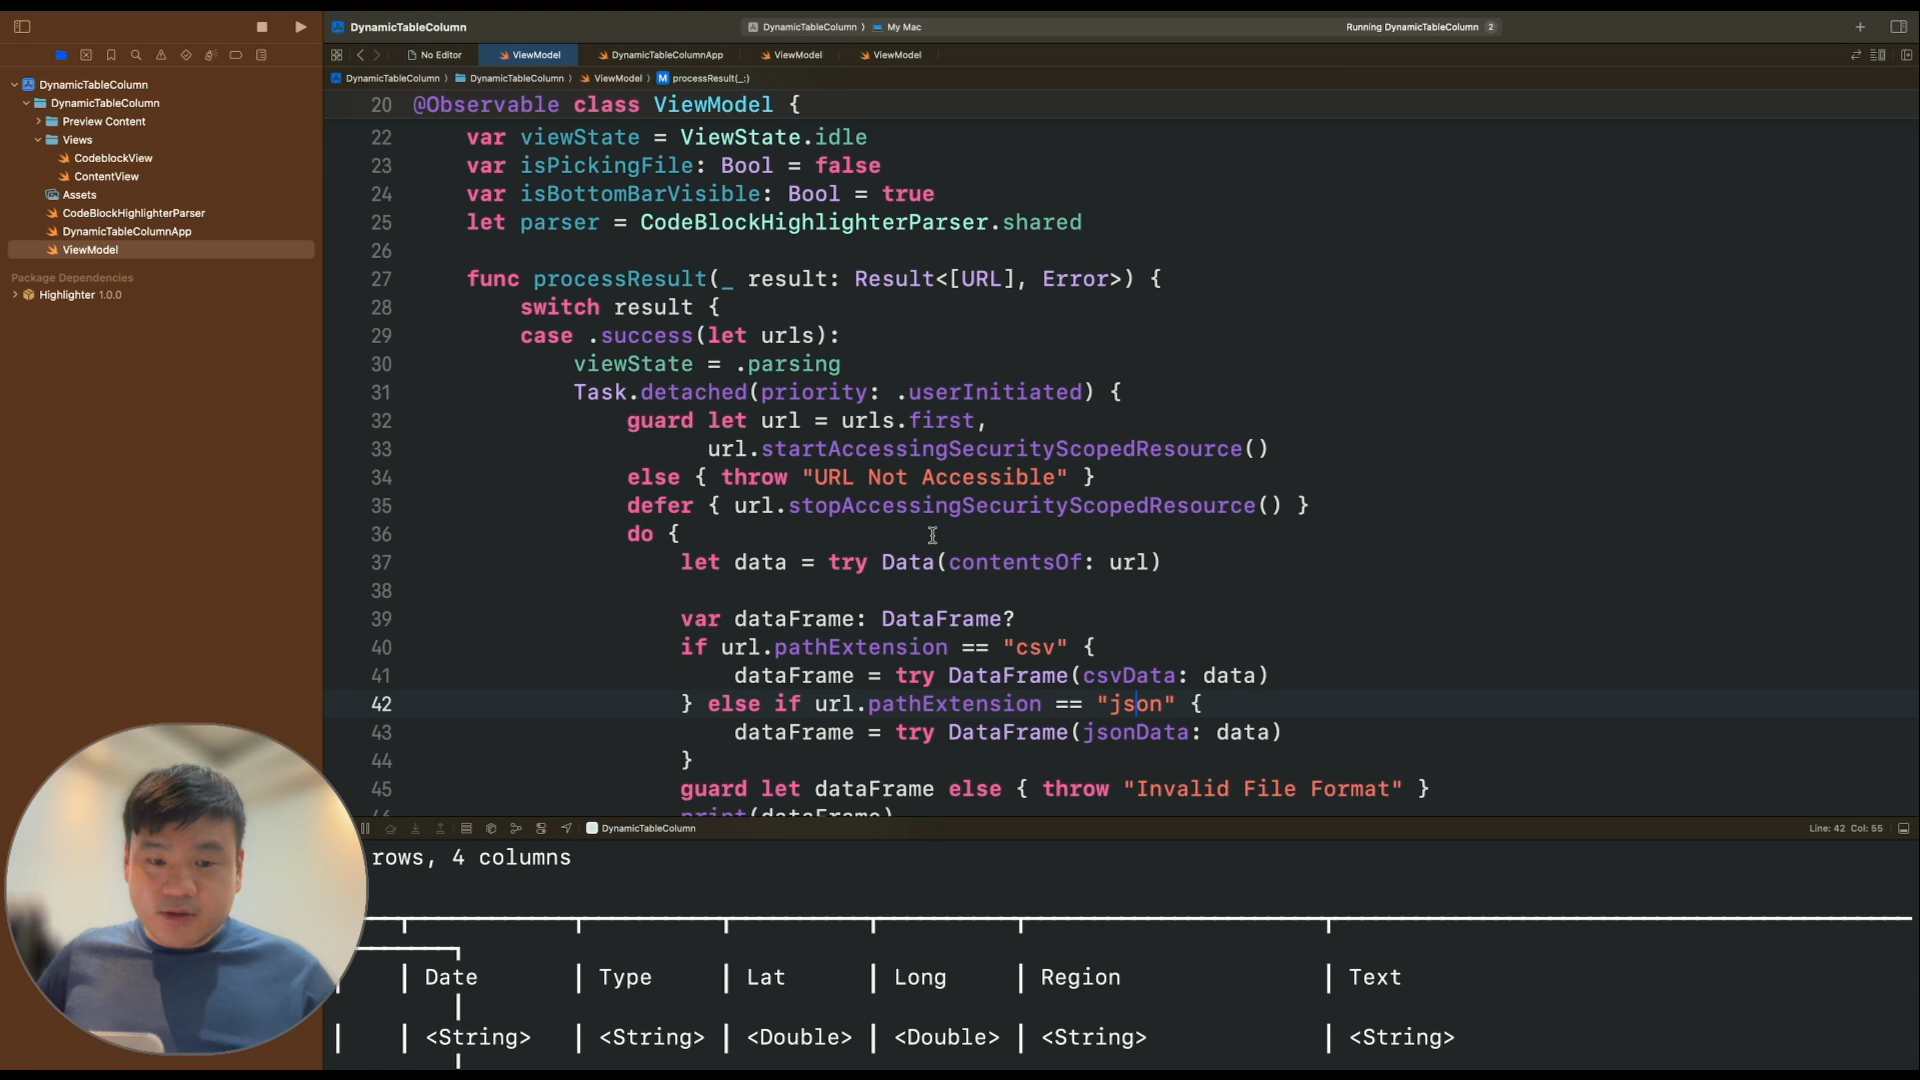 DynamicTableColumn
DynamicTableColumn
Preview Content
Views
CodeblockView
ContentView
Assets
CodeBlockHighlighterParser
DynamicTableColumnApp
ViewModel
Package Dependencies
Highlighter 1.0.0
DynamicTableColumn
DynamicTableColumn 〉 My Mac
Running DynamicTableColumn 2
No Editor
ViewModel
DynamicTableColumnApp
ViewModel
ViewModel
DynamicTableColumn 〉 DynamicTableColumn 〉 ViewModel 〉 M processResult(_:)
20 @Observable class ViewModel {
22 var viewState = ViewState.idle
23 var isPickingFile: Bool = false
24 var isBottomBarVisible: Bool = true
25 let parser = CodeBlockHighlighterParser.shared
26
27 func processResult(_ result: Result<[URL], Error>) {
28 switch result {
29 case .success(let urls):
30 viewState = .parsing
31 Task.detached(priority: .userInitiated) {
32 guard let url = urls.first,
33 url.startAccessingSecurityScopedResource()
34 else { throw "URL Not Accessible" }
35 defer { url.stopAccessingSecurityScopedResource() }
36 do {
37 let data = try Data(contentsOf: url)
38
39 var dataFrame: DataFrame?
40 if url.pathExtension == "csv" {
41 dataFrame = try DataFrame(csvData: data)
42 } else if url.pathExtension == "json" {
43 dataFrame = try DataFrame(jsonData: data)
44 }
45 guard let dataFrame else { throw "Invalid File Format" }
46 print(dataFrame)
DynamicTableColumn
Line: 42 Col: 55
rows, 4 columns
Date | Type | Lat | Long | Region | Text
<String> | <String> | <Double> | <Double> | <String> | <String>